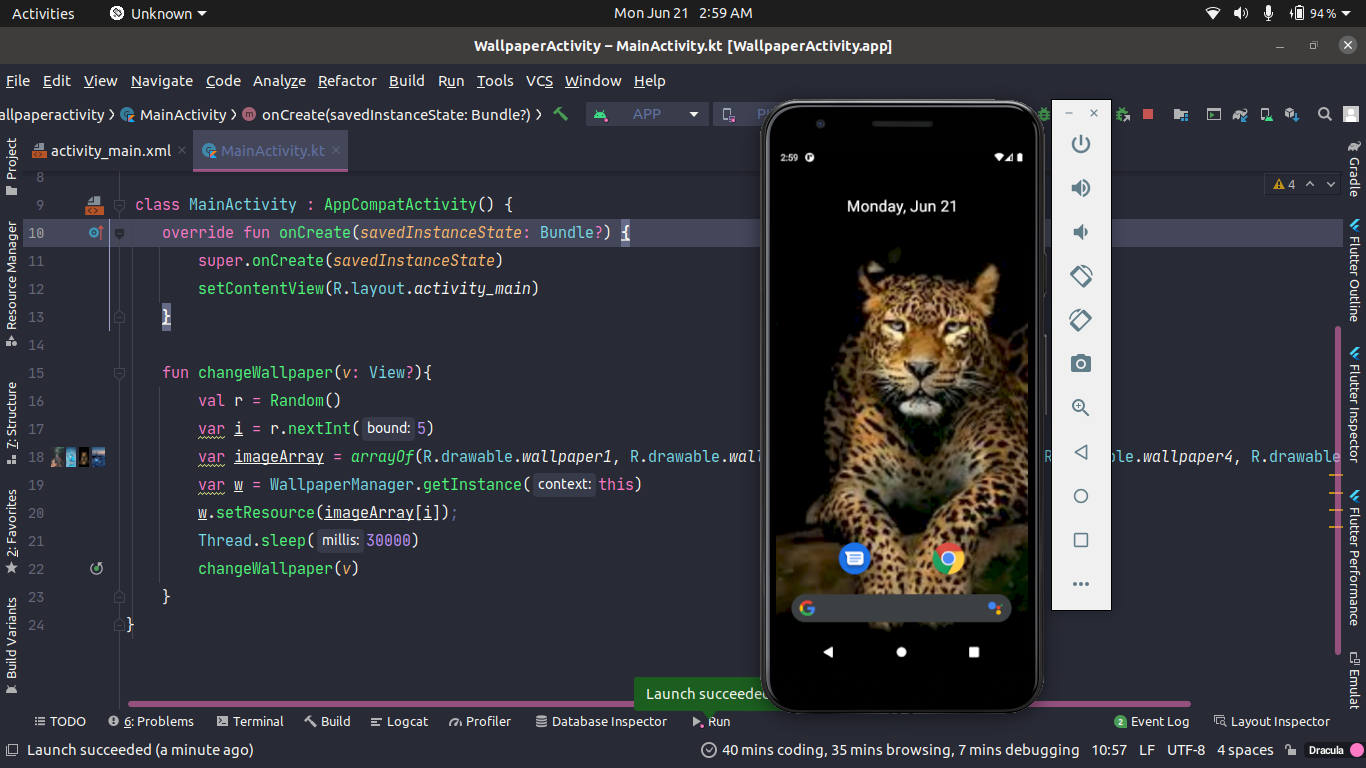 Activities
Unknown
Mon Jun 21 2:59 AM
94 %
WallpaperActivity – MainActivity.kt [WallpaperActivity.app]
File Edit View Navigate Code Analyze Refactor Build Run Tools VCS Window Help
allpaperactivity
MainActivity
onCreate(savedInstanceState: Bundle?)
APP
activity_main.xml
MainActivity.kt
4
8
9 class MainActivity : AppCompatActivity() {
10 override fun onCreate(savedInstanceState: Bundle?) {
11 super.onCreate(savedInstanceState)
12 setContentView(R.layout.activity_main)
13 }
14
15 fun changeWallpaper(v: View?){
16 val r = Random()
17 var i = r.nextInt( bound: 5)
18 var imageArray = arrayOf(R.drawable.wallpaper1, R.drawable.wal
able.wallpaper4, R.drawable
19 var w = WallpaperManager.getInstance( context: this)
20 w.setResource(imageArray[i]);
21 Thread.sleep( millis: 30000)
22 changeWallpaper(v)
23 }
24 }
Project
Resource Manager
7: Structure
2: Favorites
Build Variants
Gradle
Flutter Outline
Flutter Inspector
Flutter Performance
Emulat
2:59
Monday, Jun 21
Launch succeeded
TODO
6: Problems
Terminal
Build
Logcat
Profiler
Database Inspector
Run
2 Event Log
Layout Inspector
Launch succeeded (a minute ago)
40 mins coding, 35 mins browsing, 7 mins debugging
10:57
LF
UTF-8
4 spaces
Dracula